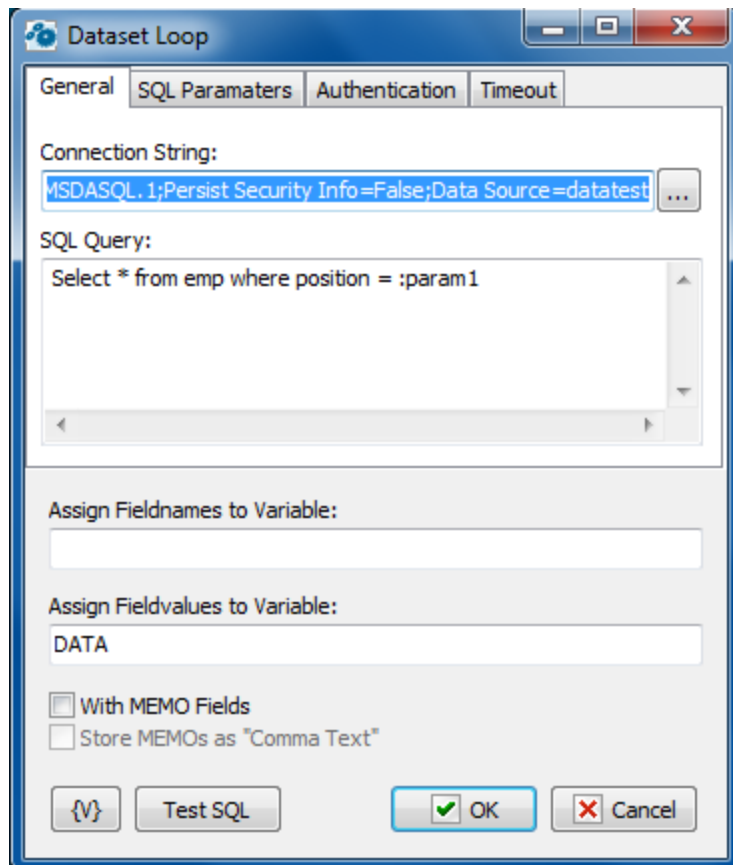 Dataset Loop
General SQL Paramaters Authentication Timeout
Connection String:
MSDASQL.1;Persist Security Info=False;Data Source=datatest ...
SQL Query:
Select * from emp where position = :param1
Assign Fieldnames to Variable:
Assign Fieldvalues to Variable:
DATA
With MEMO Fields
Store MEMOs as "Comma Text"
{V} Test SQL OK Cancel